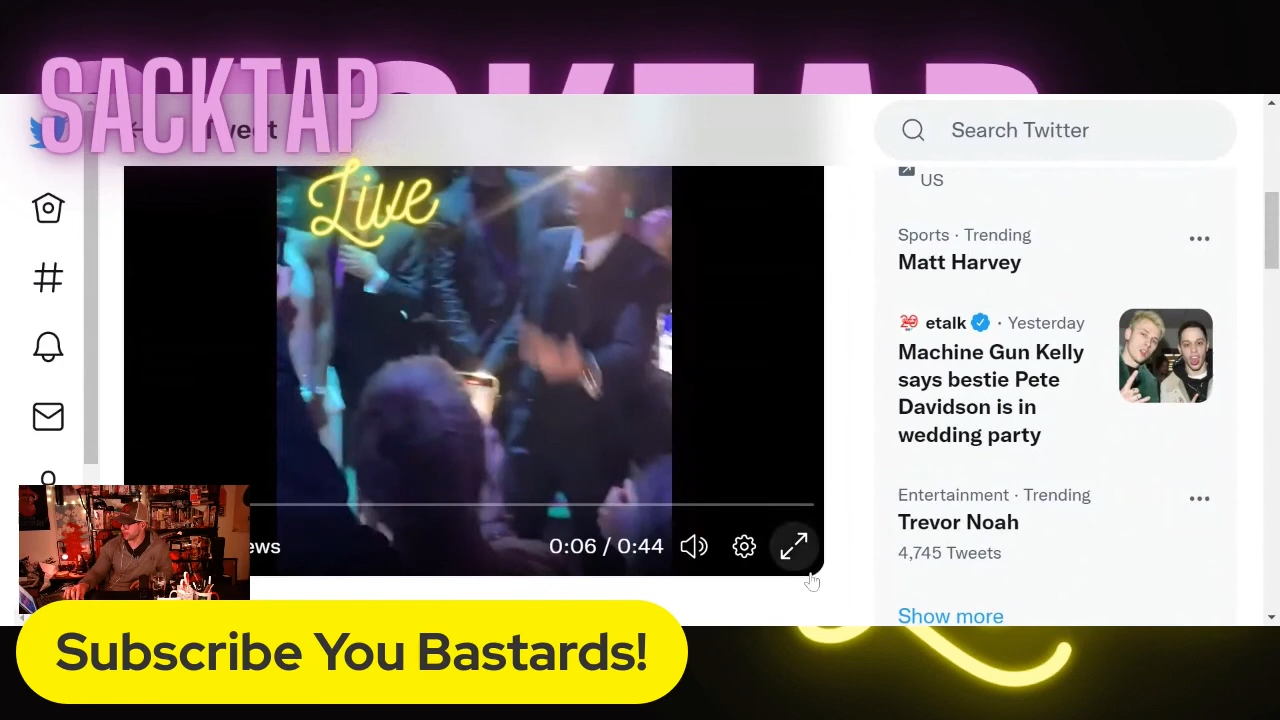 SACKTAP
Live
Tweet
Search Twitter
US
Sports · Trending
Matt Harvey
etalk · Yesterday
Machine Gun Kelly
says bestie Pete
Davidson is in
wedding party
Entertainment · Trending
Trevor Noah
4,745 Tweets
Show more
ews
0:06 / 0:44
Subscribe You Bastards!